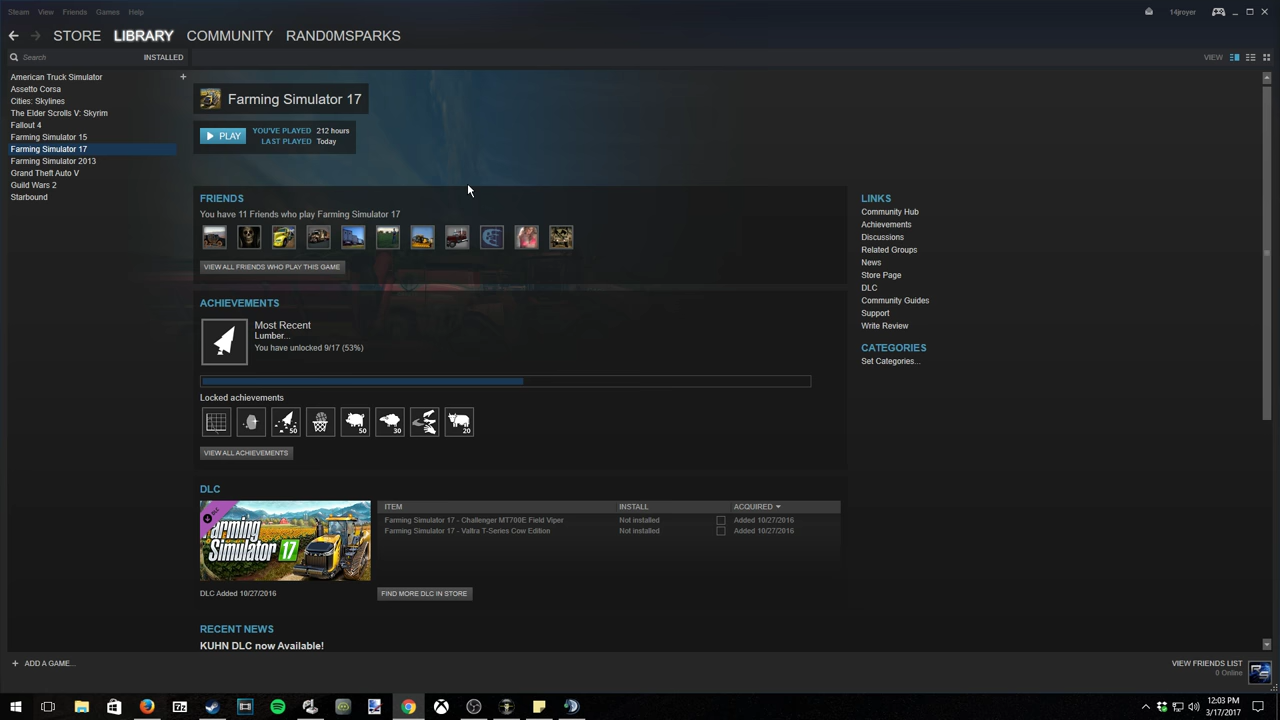 Steam View Friends Games Help
14jroyer
STORE LIBRARY COMMUNITY RAND0MSPARKS
Search INSTALLED
VIEW
American Truck Simulator
Assetto Corsa
Cities: Skylines
The Elder Scrolls V: Skyrim
Fallout 4
Farming Simulator 15
Farming Simulator 17
Farming Simulator 2013
Grand Theft Auto V
Guild Wars 2
Starbound
Farming Simulator 17
PLAY
YOU'VE PLAYED 212 hours
LAST PLAYED Today
FRIENDS
You have 11 Friends who play Farming Simulator 17
VIEW ALL FRIENDS WHO PLAY THIS GAME
ACHIEVEMENTS
Most Recent
Lumber...
You have unlocked 9/17 (53%)
Locked achievements
50
50
30
20
VIEW ALL ACHIEVEMENTS
DLC
DLC
Farming
Simulator 17
DLC Added 10/27/2016
ITEM INSTALL ACQUIRED
Farming Simulator 17 - Challenger MT700E Field Viper Not installed Added 10/27/2016
Farming Simulator 17 - Valtra T-Series Cow Edition Not installed Added 10/27/2016
FIND MORE DLC IN STORE
RECENT NEWS
KUHN DLC now Available!
LINKS
Community Hub
Achievements
Discussions
Related Groups
News
Store Page
DLC
Community Guides
Support
Write Review
CATEGORIES
Set Categories...
ADD A GAME...
VIEW FRIENDS LIST
0 Online
12:03 PM
3/17/2017